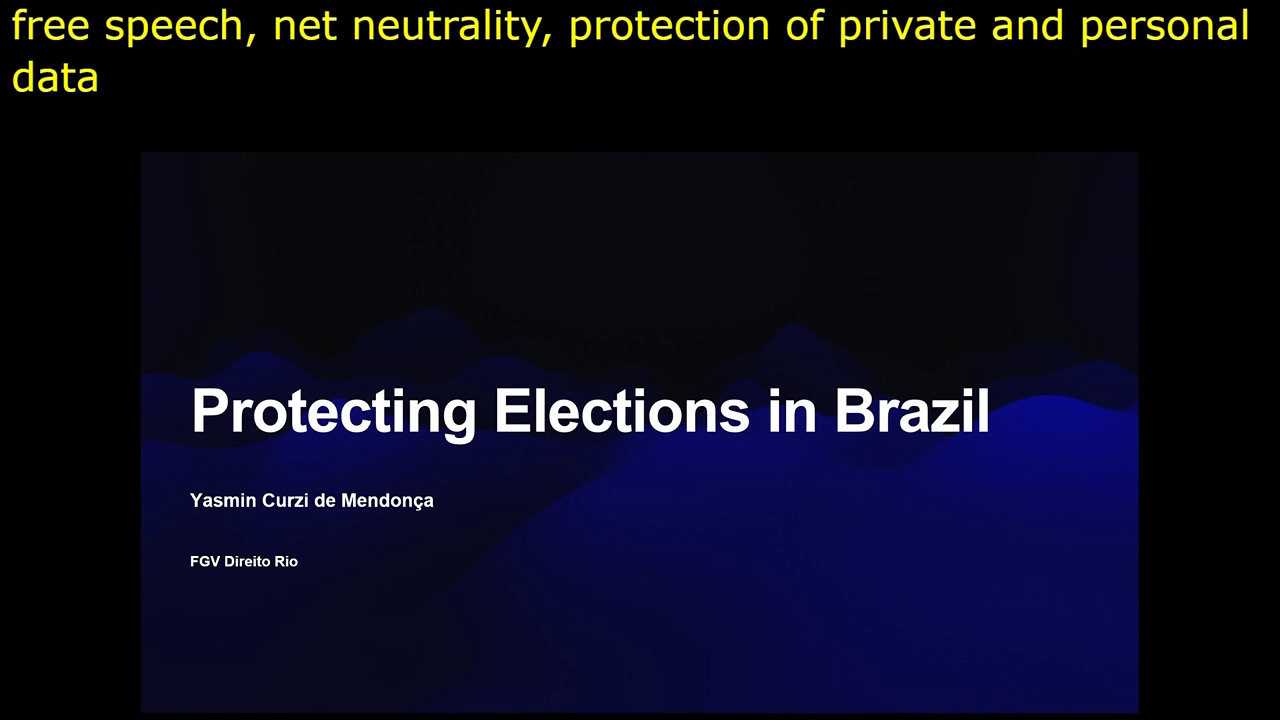 free speech, net neutrality, protection of private and personal
data
Protecting Elections in Brazil
Yasmin Curzi de Mendonça
FGV Direito Rio